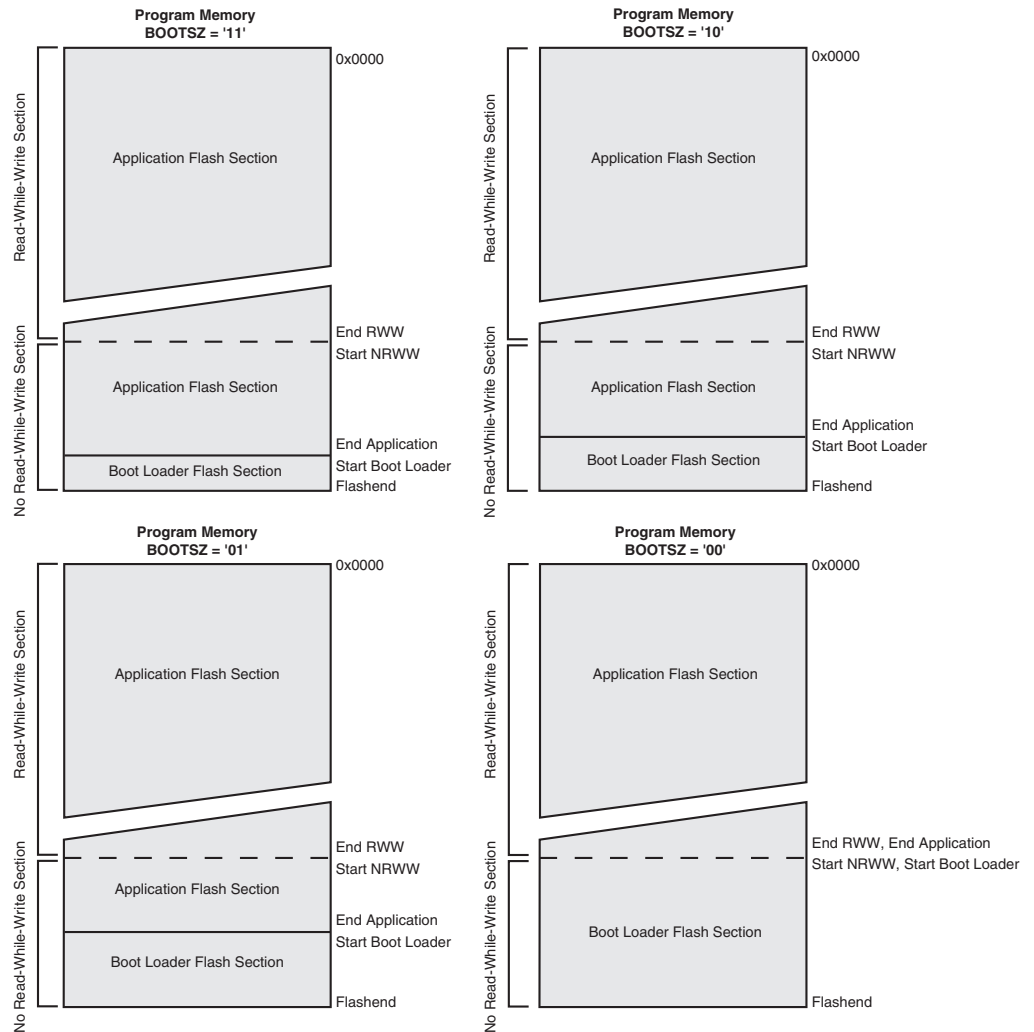 Program Memory
BOOTSZ = '11'
0x0000
Read-While-Write Section
Application Flash Section
End RWW
Start NRWW
No Read-While-Write Section
Application Flash Section
End Application
Start Boot Loader
Boot Loader Flash Section
Flashend
Program Memory
BOOTSZ = '10'
0x0000
Read-While-Write Section
Application Flash Section
End RWW
Start NRWW
No Read-While-Write Section
Application Flash Section
End Application
Start Boot Loader
Boot Loader Flash Section
Flashend
Program Memory
BOOTSZ = '01'
0x0000
Read-While-Write Section
Application Flash Section
End RWW
Start NRWW
No Read-While-Write Section
Application Flash Section
End Application
Start Boot Loader
Boot Loader Flash Section
Flashend
Program Memory
BOOTSZ = '00'
0x0000
Read-While-Write Section
Application Flash Section
End RWW, End Application
Start NRWW, Start Boot Loader
No Read-While-Write Section
Boot Loader Flash Section
Flashend